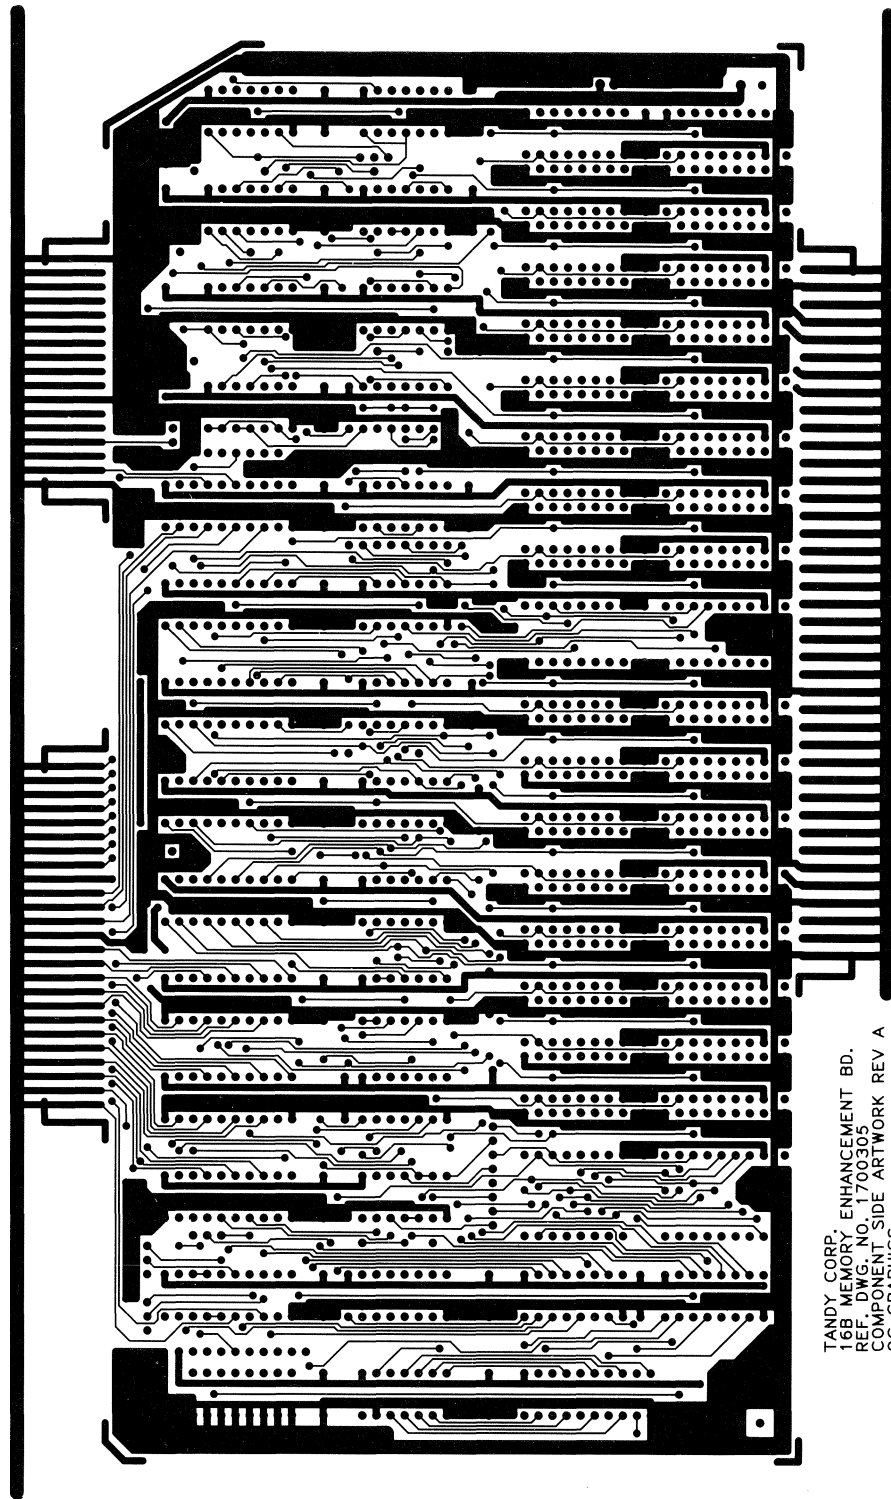 TANDY CORP.
16B MEMORY ENHANCEMENT BD.
REF. DWG. NO. 1700305
COMPONENT SIDE ARTWORK REV A